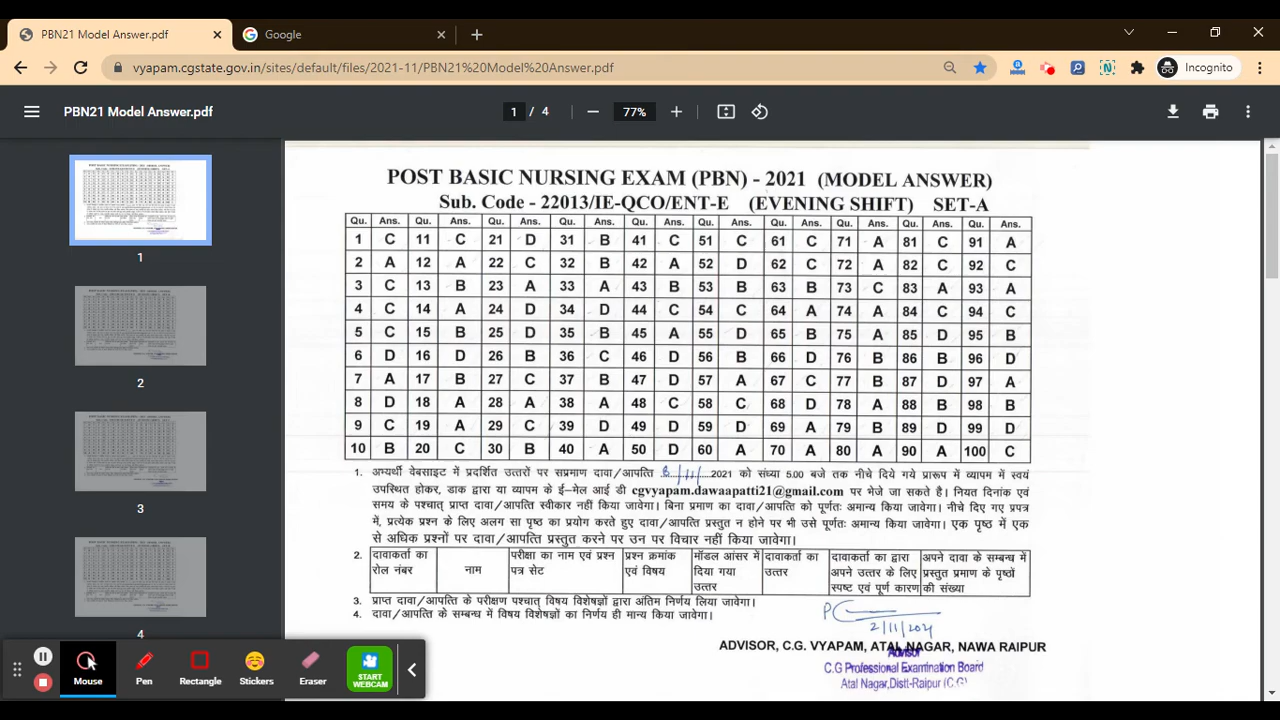 PBN21 Model Answer.pdf
Google
vyapam.cgstate.gov.in/sites/default/files/2021-11/PBN21%20Model%20Answer.pdf
Incognito
PBN21 Model Answer.pdf
1 / 4
77%
1
2
3
4
POST BASIC NURSING EXAM (PBN) - 2021 (MODEL ANSWER)
Sub. Code - 22013/IE-QCO/ENT-E (EVENING SHIFT) SET-A
Qu. Ans. Qu. Ans. Qu. Ans. Qu. Ans. Qu. Ans. Qu. Ans. Qu. Ans. Qu. Ans. Qu. Ans. Qu. Ans.
1 C 11 C 21 D 31 B 41 C 51 C 61 C 71 A 81 C 91 A
2 A 12 A 22 C 32 B 42 A 52 D 62 C 72 A 82 C 92 C
3 C 13 B 23 A 33 A 43 B 53 B 63 B 73 C 83 A 93 A
4 C 14 A 24 D 34 D 44 C 54 C 64 A 74 A 84 C 94 C
5 C 15 B 25 D 35 B 45 A 55 D 65 B 75 A 85 D 95 B
6 D 16 D 26 B 36 C 46 D 56 B 66 D 76 B 86 B 96 D
7 A 17 B 27 C 37 B 47 D 57 A 67 C 77 B 87 D 97 A
8 D 18 A 28 A 38 A 48 C 58 C 68 D 78 A 88 B 98 B
9 C 19 A 29 C 39 D 49 D 59 D 69 A 79 B 89 D 99 D
10 B 20 C 30 B 40 A 50 D 60 A 70 A 80 A 90 A 100 C
1. अभ्यर्थी वेबसाइट में प्रदर्शित उत्तरों पर सप्रमाण दावा/आपत्ति 8/11/2021 को संध्या 5.00 बजे तक नीचे दिये गये प्रारूप में व्यापम में स्वयं
उपस्थित होकर, डाक द्वारा या व्यापम के ई–मेल आई डी cgvyapam.dawaapatti21@gmail.com पर भेजे जा सकते है। नियत दिनांक एवं
समय के पश्चात् प्राप्त दावा/आपत्ति स्वीकार नहीं किया जावेगा। बिना प्रमाण का दावा/आपत्ति को पूर्णतः अमान्य किया जावेगा। नीचे दिए गए प्रपत्र
में, प्रत्येक प्रश्न के लिए अलग सा पृष्ठ का प्रयोग करते हुए दावा/आपत्ति प्रस्तुत न होने पर भी उसे पूर्णतः अमान्य किया जावेगा। एक पृष्ठ में एक
से अधिक प्रश्नों पर दावा/आपत्ति प्रस्तुत करने पर उन पर विचार नहीं किया जावेगा।
2. दावाकर्ता का रोल नंबर नाम परीक्षा का नाम एवं प्रश्न पत्र सेट प्रश्न क्रमांक एवं विषय मॉडल आंसर में दिया गया उत्तर दावाकर्ता का उत्तर दावाकर्ता का द्वारा अपने उत्तर के लिए स्पष्ट एवं पूर्ण कारण अपने दावा के सम्बन्ध में प्रस्तुत प्रमाण के पृष्ठों की संख्या
3. प्राप्त दावा/आपत्ति के परीक्षण पश्चात् विषय विशेषज्ञों द्वारा अंतिम निर्णय लिया जावेगा।
4. दावा/आपत्ति के सम्बन्ध में विषय विशेषज्ञों का निर्णय ही मान्य किया जावेगा।
2/11/2021
ADVISOR, C.G. VYAPAM, ATAL NAGAR, NAWA RAIPUR
Advisor
C.G Professional Examination Board
Atal Nagar,Distt-Raipur (C.G)
Mouse
Pen
Rectangle
Stickers
Eraser
START
WEBCAM